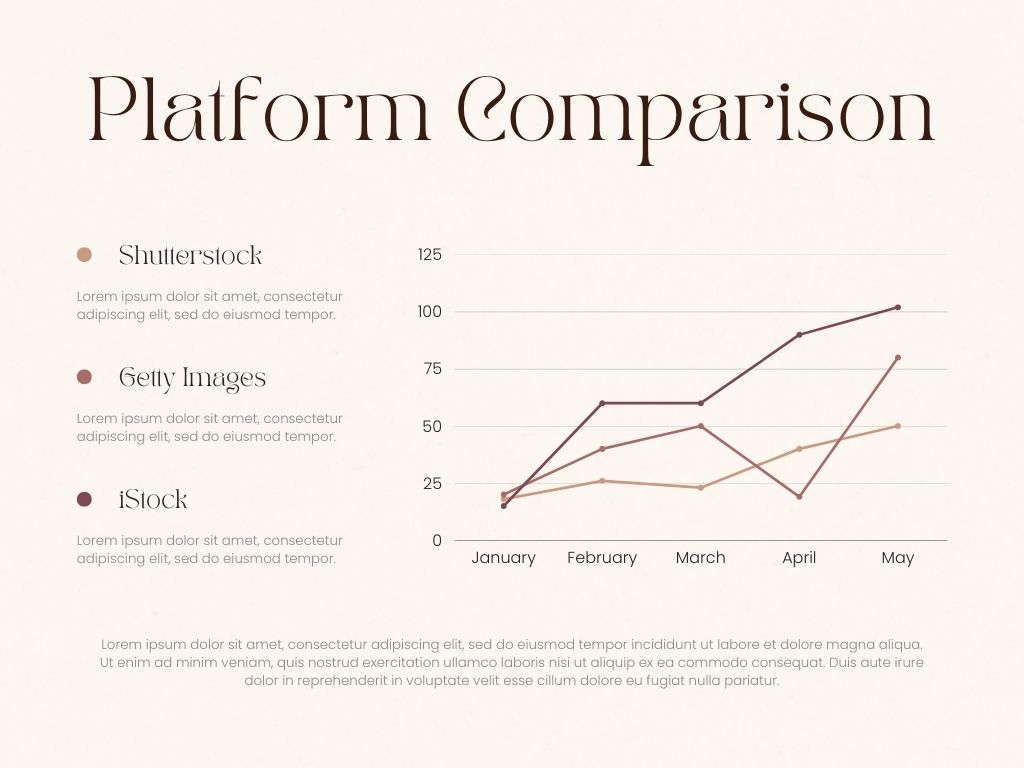 Platform Comparison
Shutterstock
Lorem ipsum dolor sit amet, consectetur
adipiscing elit, sed do eiusmod tempor.
Getty Images
Lorem ipsum dolor sit amet, consectetur
adipiscing elit, sed do eiusmod tempor.
iStock
Lorem ipsum dolor sit amet, consectetur
adipiscing elit, sed do eiusmod tempor.
125
100
75
50
25
0
January February March April May
Lorem ipsum dolor sit amet, consectetur adipiscing elit, sed do eiusmod tempor incididunt ut labore et dolore magna aliqua.
Ut enim ad minim veniam, quis nostrud exercitation ullamco laboris nisi ut aliquip ex ea commodo consequat. Duis aute irure
dolor in reprehenderit in voluptate velit esse cillum dolore eu fugiat nulla pariatur.